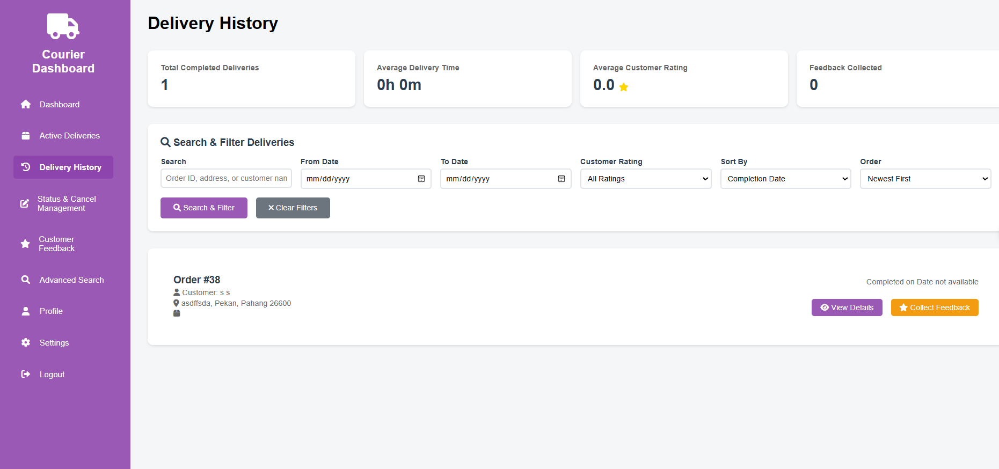 Courier
Dashboard
Dashboard
Active Deliveries
Delivery History
Status & Cancel
Management
Customer
Feedback
Advanced Search
Profile
Settings
Logout
Delivery History
Total Completed Deliveries
1
Average Delivery Time
0h 0m
Average Customer Rating
0.0
Feedback Collected
0
Search & Filter Deliveries
Search
Order ID, address, or customer nan
From Date
mm/dd/yyyy
To Date
mm/dd/yyyy
Customer Rating
All Ratings
Sort By
Completion Date
Order
Newest First
Search & Filter
Clear Filters
Order #38
Customer: s s
asdffsda, Pekan, Pahang 26600
Completed on Date not available
View Details
Collect Feedback